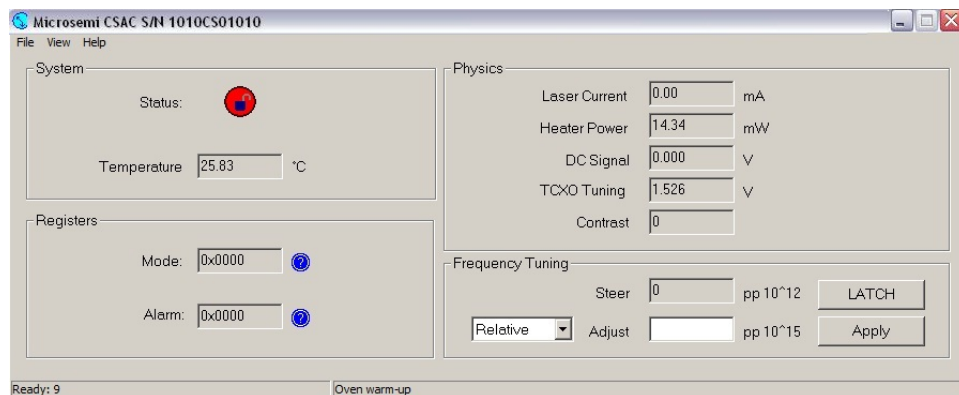 Microsemi CSAC S/N 1010CS01010
File View Help
System
Status:
Temperature 25.83 °C
Registers
Mode: 0x0000 ?
Alarm: 0x0000 ?
Physics
Laser Current 0.00 mA
Heater Power 14.34 mW
DC Signal 0.000 V
TCXO Tuning 1.526 V
Contrast 0
Frequency Tuning
Steer 0 pp 10^12 LATCH
Relative Adjust pp 10^15 Apply
Ready: 9 Oven warm-up